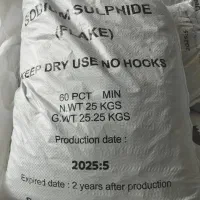 SODIUM SULPHIDE
(FLAKE)
KEEP DRY USE NO HOOKS
60 PCT MIN
N.WT 25 KGS
G.WT 25.25 KGS
Production date :
2025:5
Expired date : 2 years after production